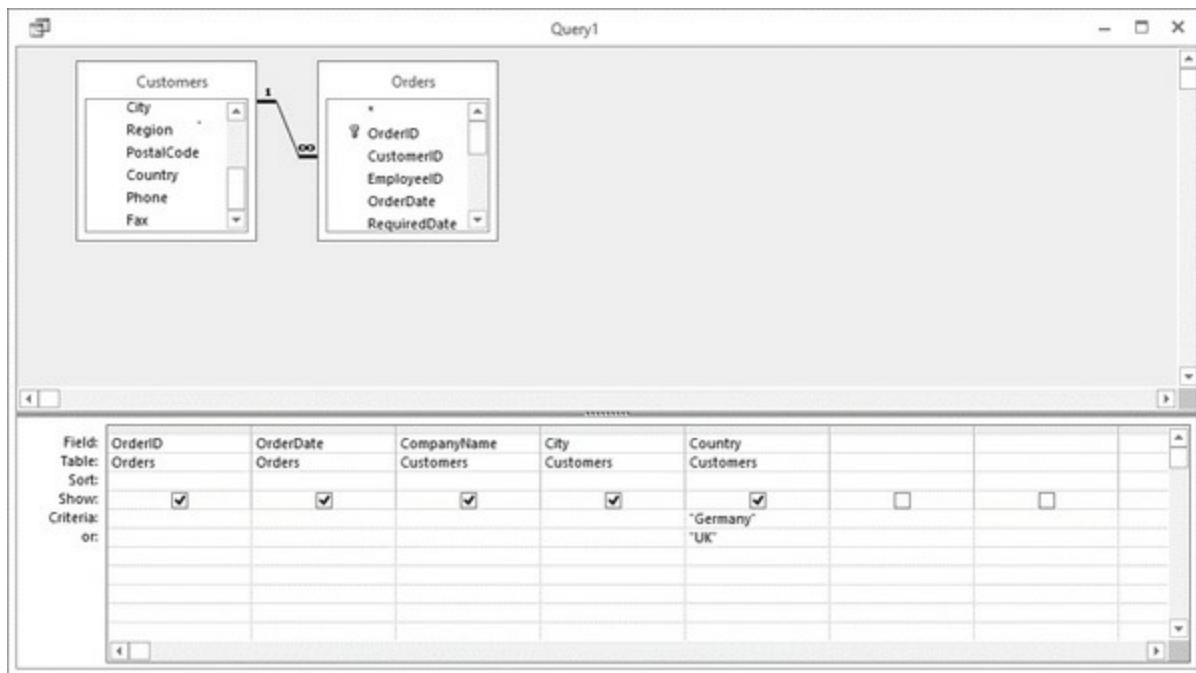 Query1
Customers
City
Region
PostalCode
Country
Phone
Fax
1
∞
Orders
*
OrderID
CustomerID
EmployeeID
OrderDate
RequiredDate
Field: OrderID OrderDate CompanyName City Country
Table: Orders Orders Customers Customers Customers
Sort:
Show:
Criteria: "Germany"
or: "UK"